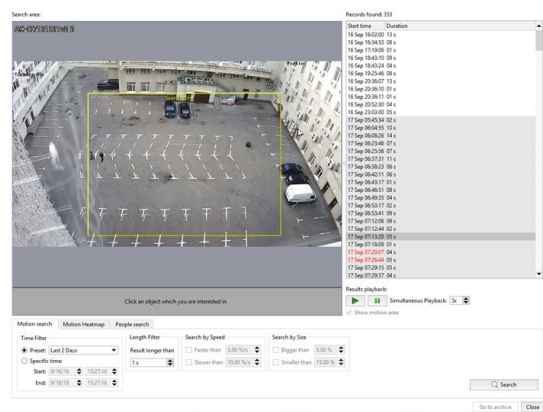 Search area:
Records found: 353
Start time Duration
16 Sep 16:02:00 13 s
16 Sep 16:34:53 08 s
16 Sep 17:19:06 01 s
16 Sep 18:43:10 08 s
16 Sep 18:43:24 04 s
16 Sep 19:25:46 08 s
16 Sep 20:36:07 13 s
16 Sep 20:36:10 01 s
16 Sep 20:36:11 01 s
16 Sep 20:52:30 04 s
16 Sep 23:03:00 05 s
17 Sep 05:45:34 02 s
17 Sep 06:04:55 10 s
17 Sep 06:08:26 14 s
17 Sep 06:23:46 07 s
17 Sep 06:25:56 07 s
17 Sep 06:37:31 11 s
17 Sep 06:38:23 06 s
17 Sep 06:42:11 06 s
17 Sep 06:43:17 01 s
17 Sep 06:46:51 08 s
17 Sep 06:49:35 04 s
17 Sep 06:53:17 02 s
17 Sep 06:53:41 09 s
17 Sep 07:12:06 09 s
17 Sep 07:12:44 02 s
17 Sep 07:13:20 05 s
17 Sep 07:18:09 01 s
17 Sep 07:20:07 04 s
17 Sep 07:26:44 05 s
17 Sep 07:29:15 05 s
17 Sep 07:29:57 04 s
Click an object which you are interested in
Results playback:
Simultaneous Playback: 3x
Show motion area
Motion search Motion Heatmap People search
Time Filter
Preset: Last 2 Days
Specific time:
Start: 9/16/16 15:27:16
End: 9/18/16 15:27:16
Length Filter
Result longer than
1 s
Search by Speed
Faster than 3.00 %/s
Slower than 10.00 %/s
Search by Size
Bigger than 5.00 %
Smaller than 15.00 %
Search
Go to archive Close